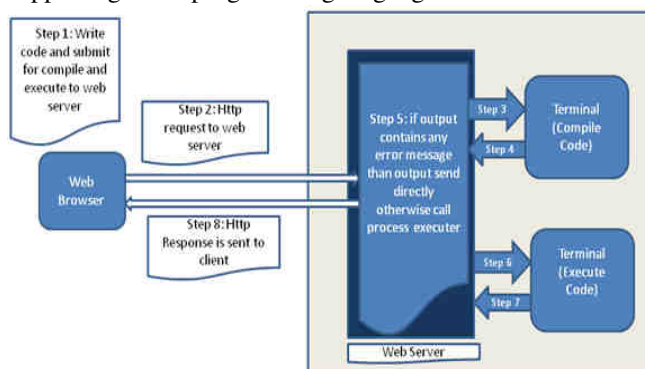 Step 1: Write
code and submit
for compile and
execute to web
server
Step 2: Http
request to web
server
Web
Browser
Step 8: Http
Response is sent to
client
Step 5: if output
contains any
error message
than output send
directly
otherwise call
process executer
Web Server
Step 3
Step 4
Terminal
(Compile
Code)
Step 6
Step 7
Terminal
(Execute
Code)